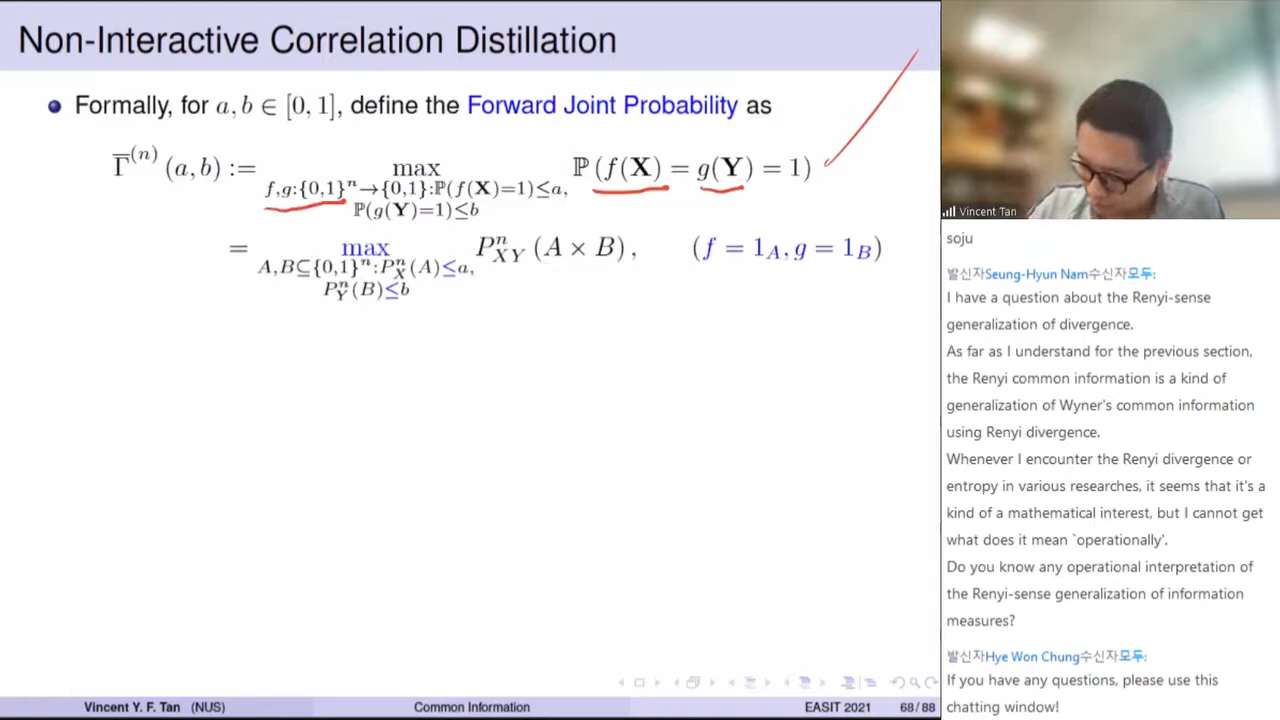 Non-Interactive Correlation Distillation
Formally, for a, b ∈ [0, 1], define the Forward Joint Probability as
Γ̅^(n) (a, b) := max_{f,g:{0,1}^n→{0,1}:ℙ(f(𝐗)=1)≤a, ℙ(g(𝐘)=1)≤b} ℙ (f(𝐗) = g(𝐘) = 1)
= max_{A,B⊆{0,1}^n:P_X^n(A)≤a, P_Y^n(B)≤b} P_{XY}^n (A × B) , (f = 1_A, g = 1_B)
Vincent Y. F. Tan (NUS) Common Information EASIT 2021 68 / 88
Vincent Tan
soju
발신자Seung-Hyun Nam수신자모두:
I have a question about the Renyi-sense
generalization of divergence.
As far as I understand for the previous section,
the Renyi common information is a kind of
generalization of Wyner's common information
using Renyi divergence.
Whenever I encounter the Renyi divergence or
entropy in various researches, it seems that it's a
kind of a mathematical interest, but I cannot get
what does it mean `operationally'.
Do you know any operational interpretation of
the Renyi-sense generalization of information
measures?
발신자Hye Won Chung수신자모두:
If you have any questions, please use this
chatting window!